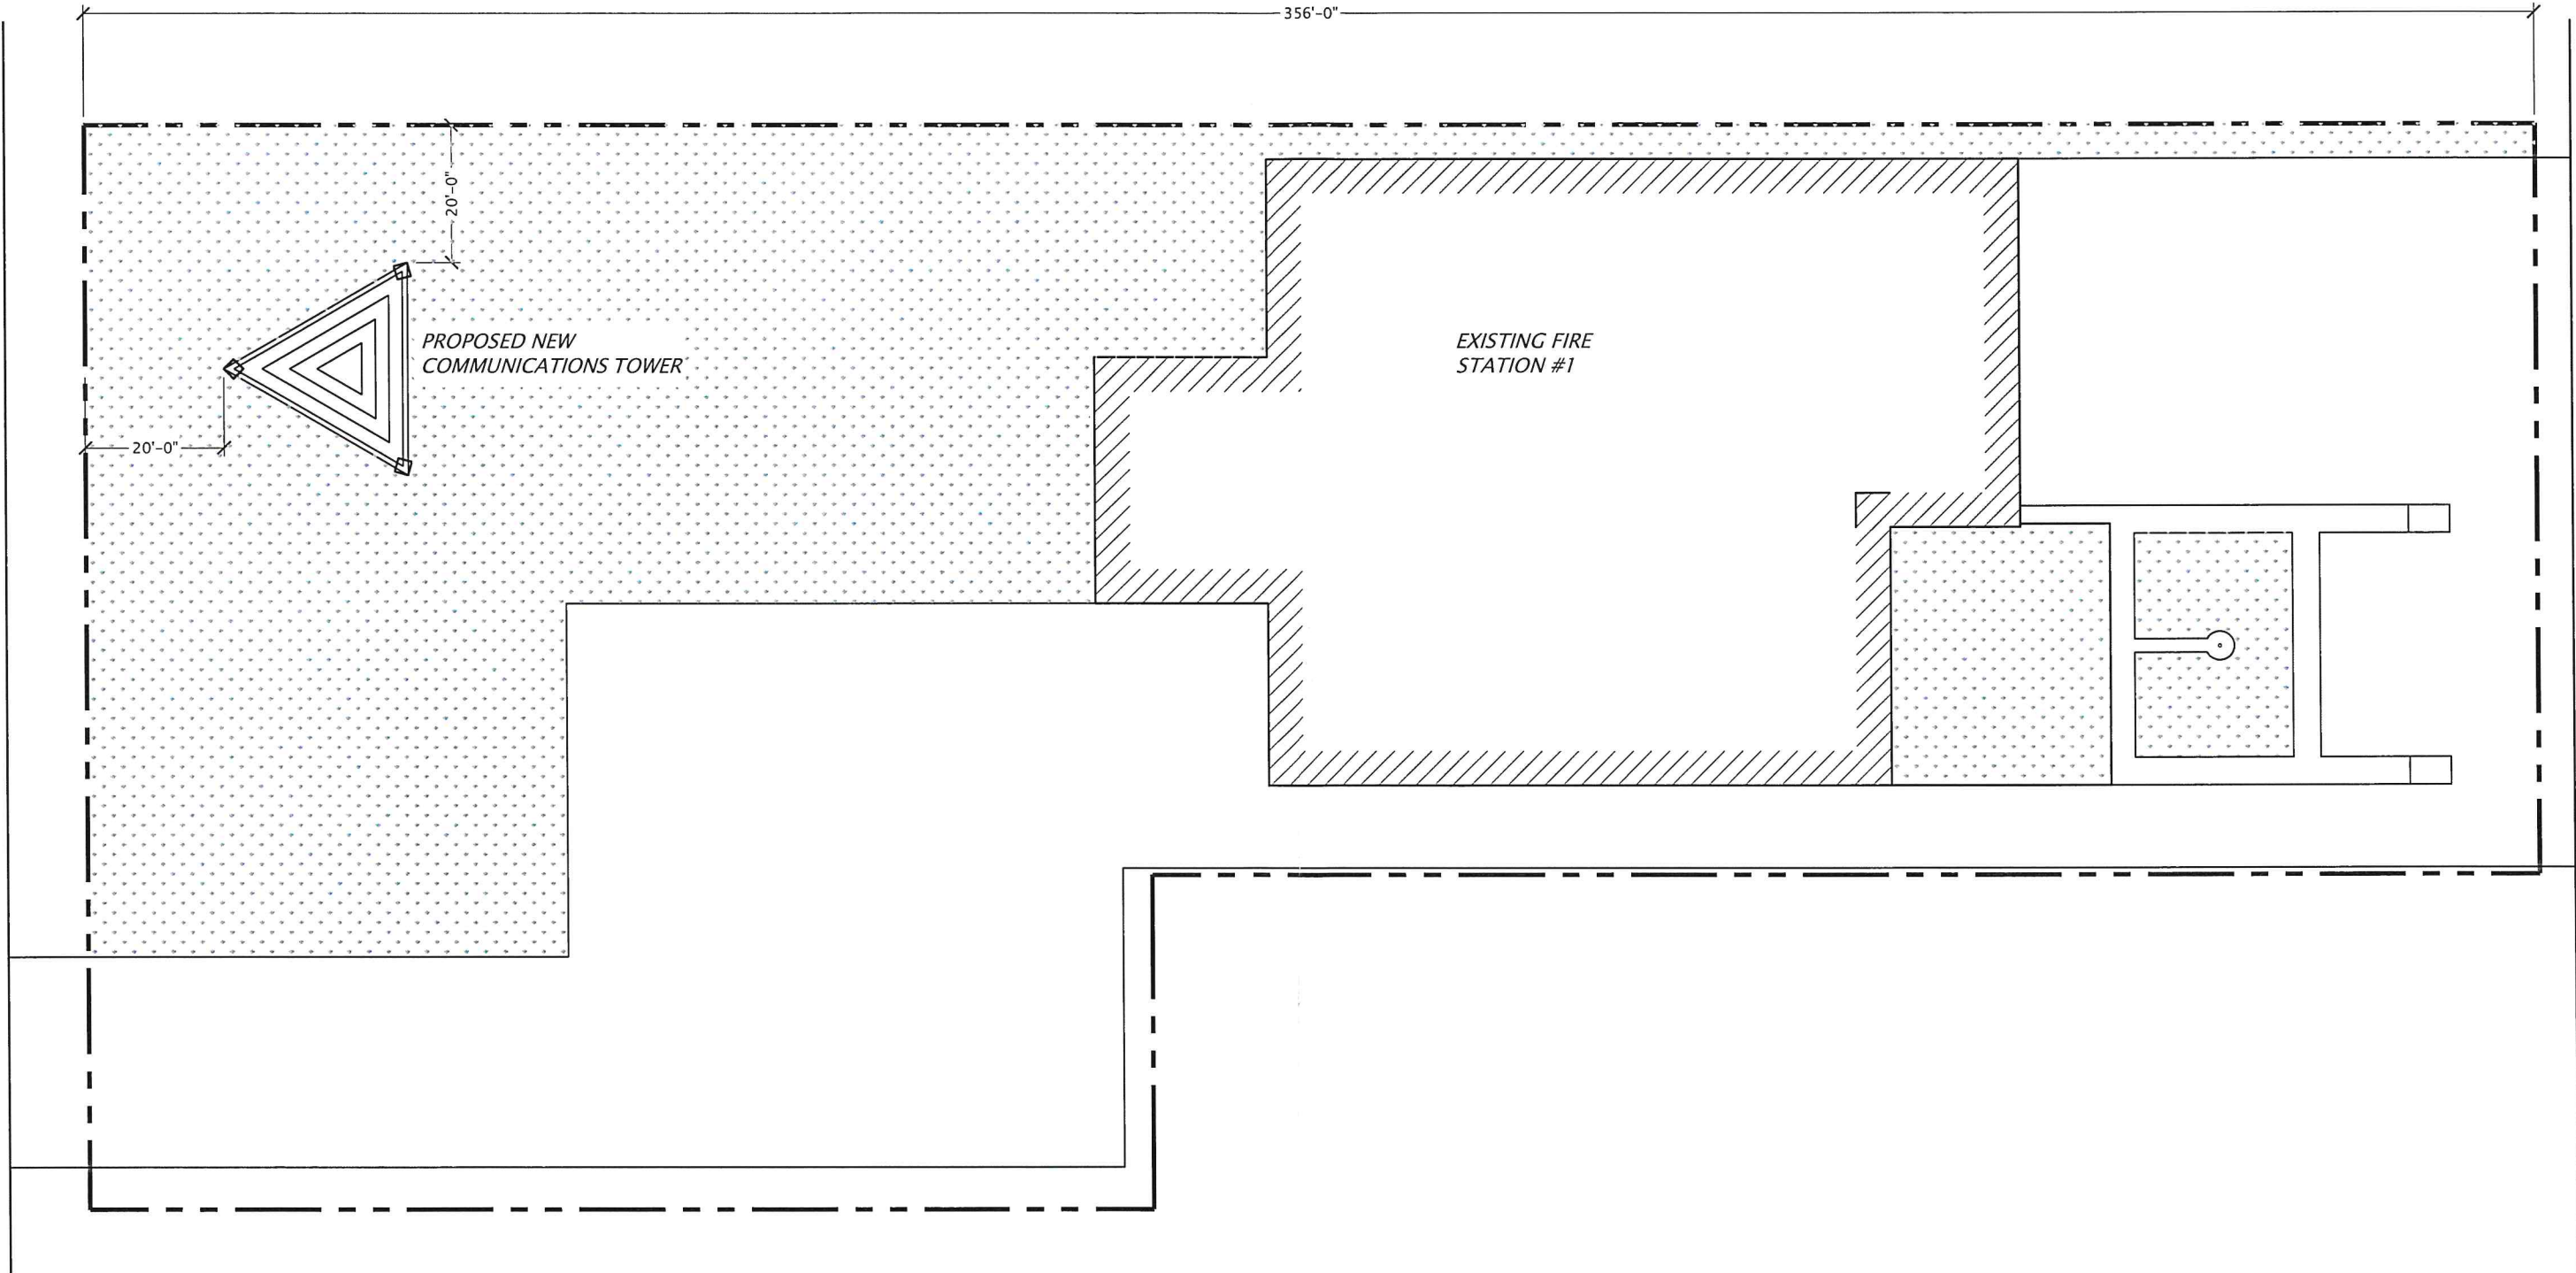 356'-0"
20'-0"
PROPOSED NEW
COMMUNICATIONS TOWER
EXISTING FIRE
STATION #1
20'-0"